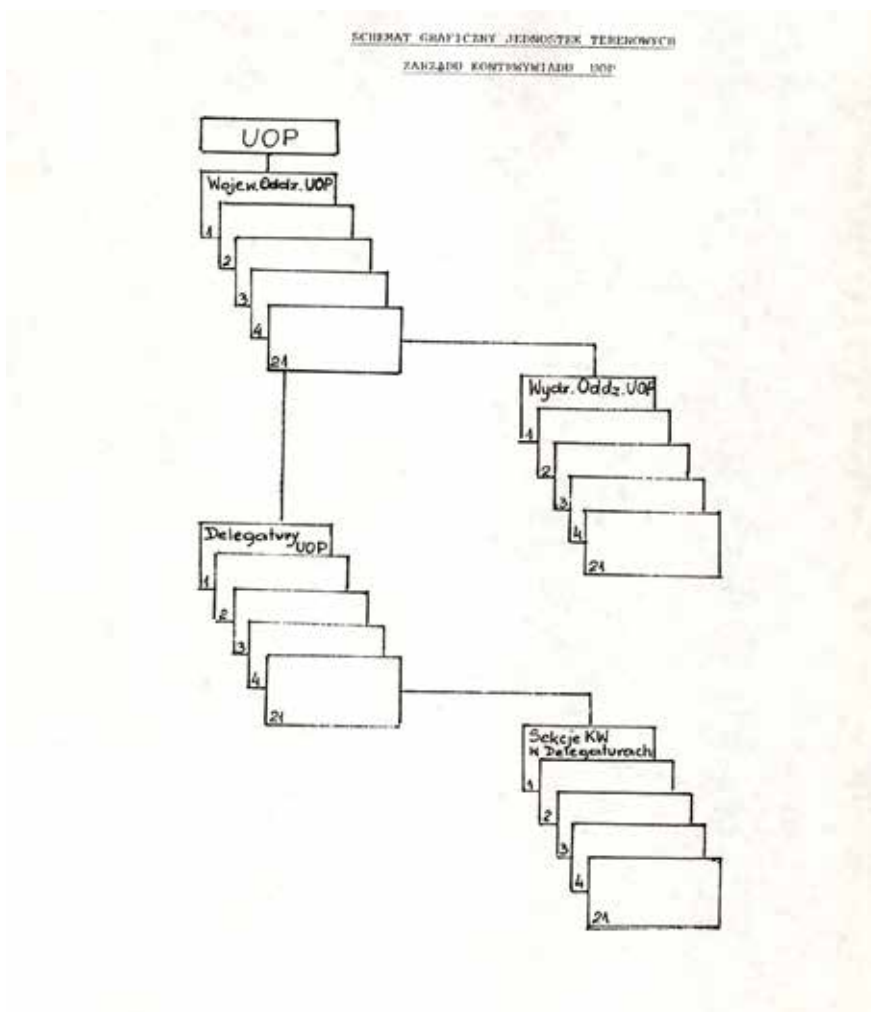 SCHEMAT GRAFICZNY JEDNOSTEK TERENOWYCH
ZARZĄDU KONTRWYWIADU UOP
UOP
Wojew. Oddz. UOP
1
2
3
4
21
Wydz. Oddz. UOP
1
2
3
4
21
Delegatury
UOP
1
2
3
4
21
Sekcje KW
w Delegaturach
1
2
3
4
21